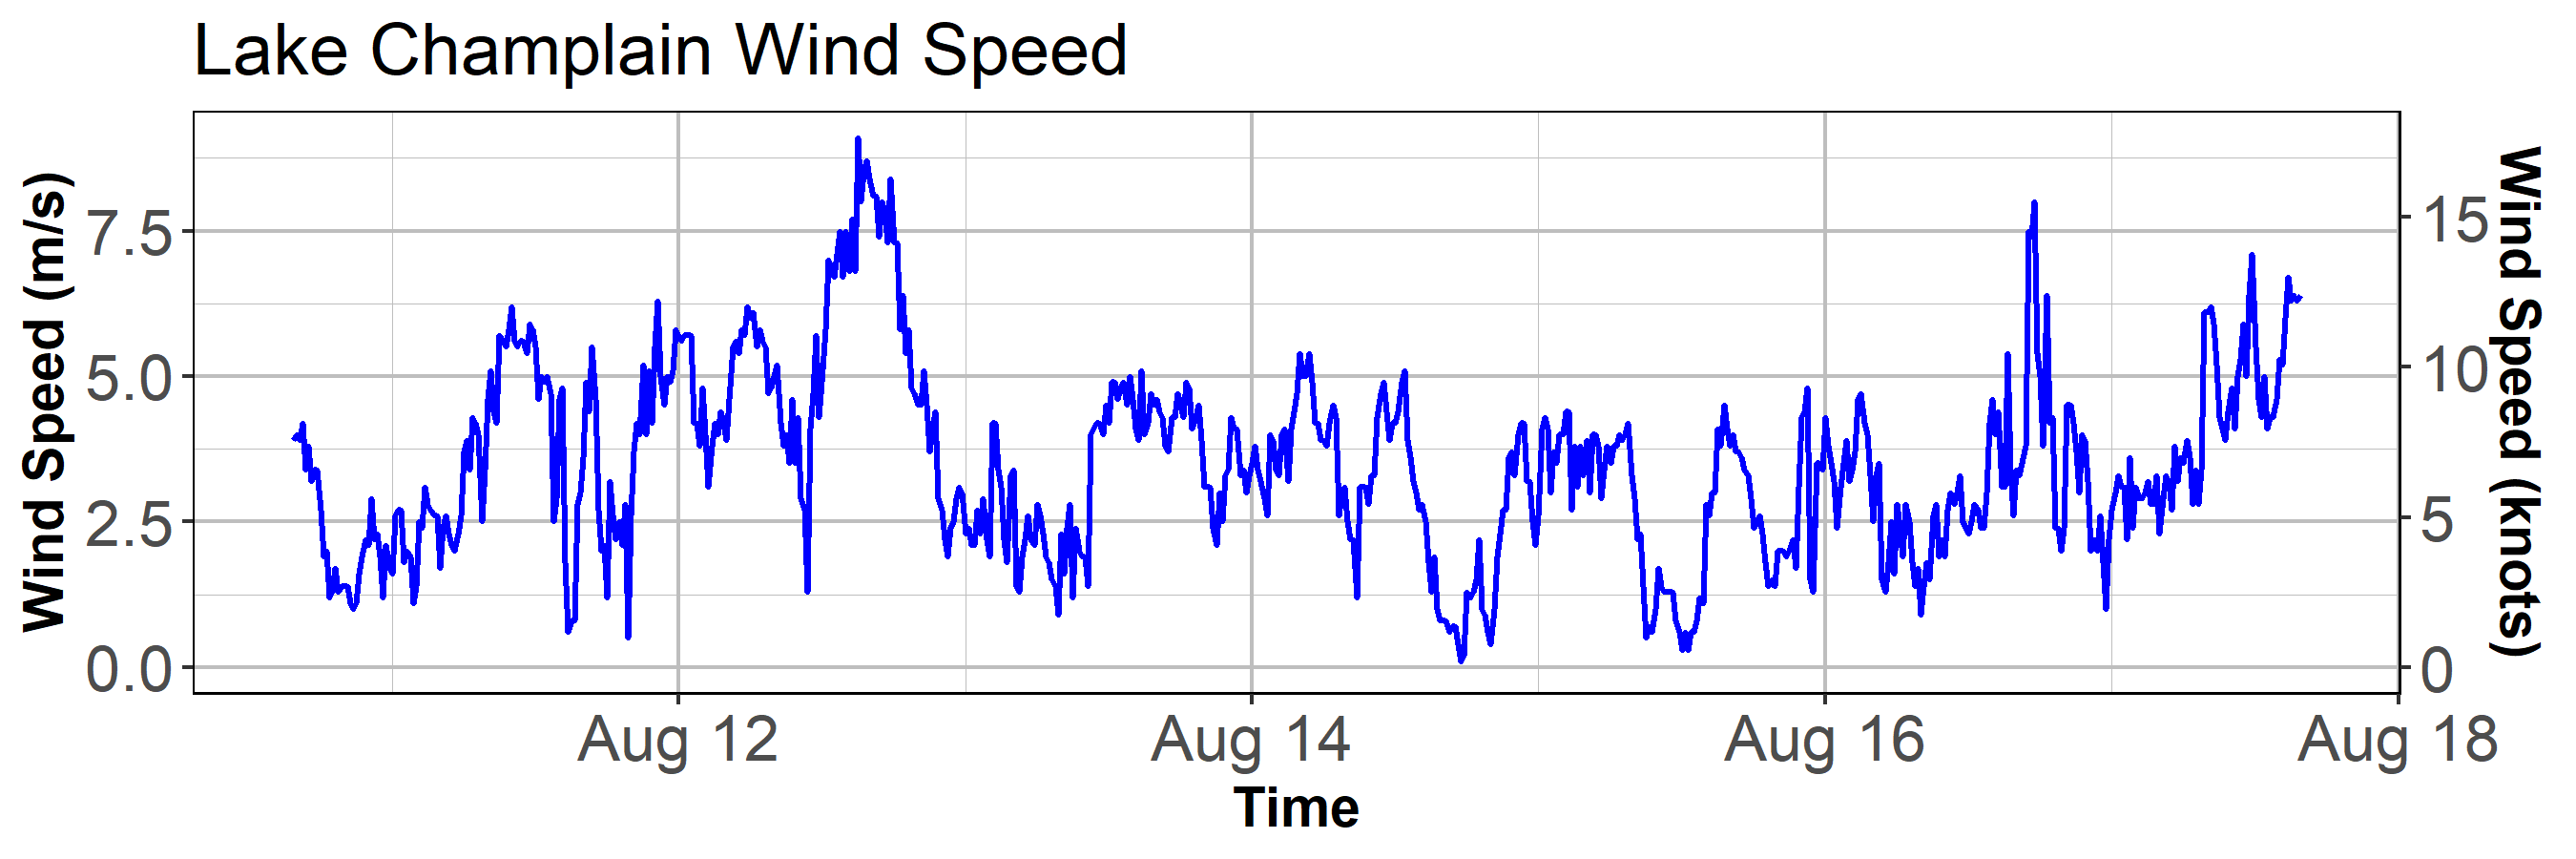 Lake Champlain Wind Speed
Wind Speed (m/s)
7.5
5.0
2.5
0.0
15
10
5
0
Wind Speed (knots)
Aug 12
Aug 14
Aug 16
Aug 18
Time